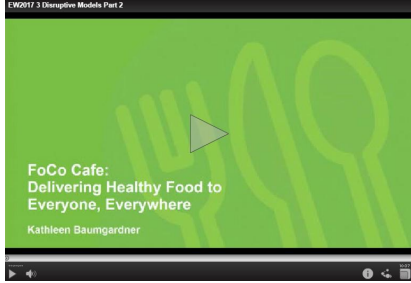 EW2017 3 Disruptive Models Part 2
FoCo Cafe:
Delivering Healthy Food to
Everyone, Everywhere
Kathleen Baumgardner